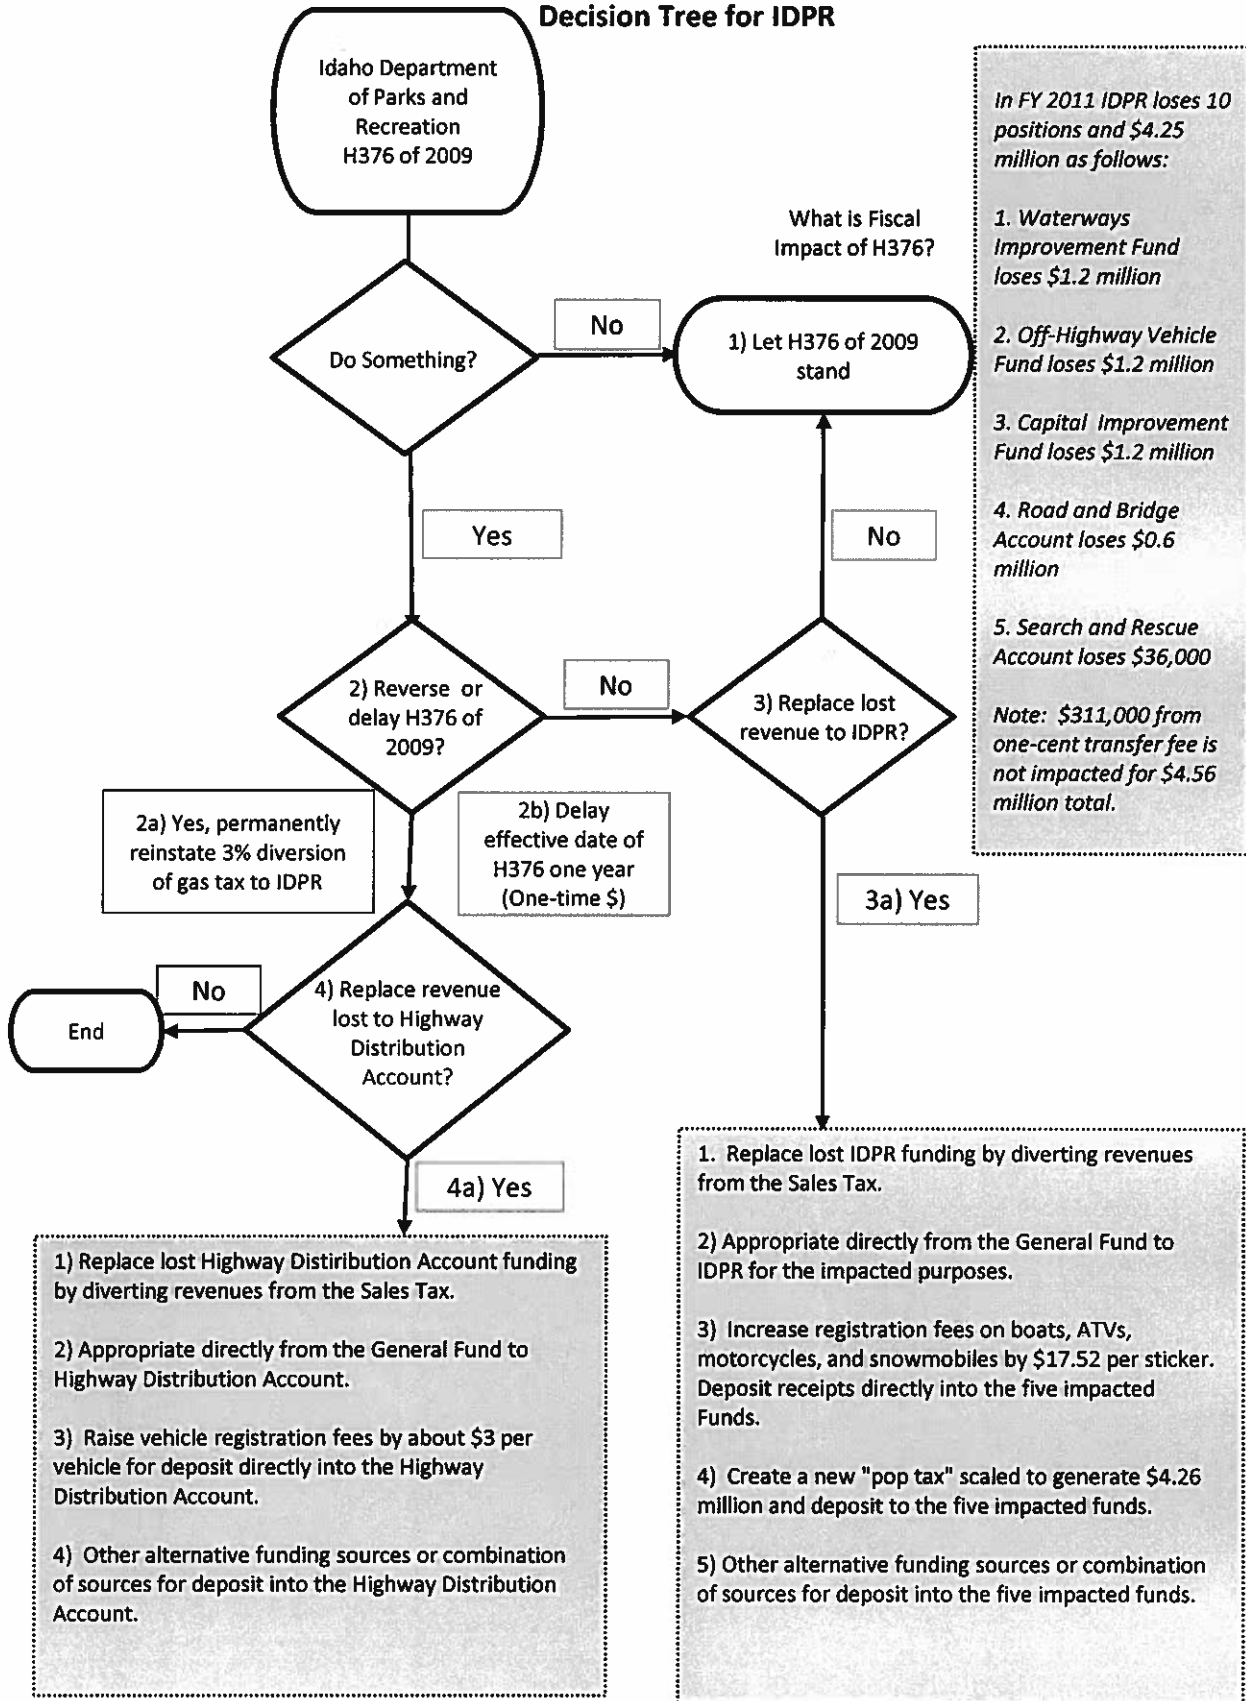 Decision Tree for IDPR
Idaho Department
of Parks and
Recreation
H376 of 2009
Do Something?
No
What is Fiscal
Impact of H376?
1) Let H376 of 2009
stand
In FY 2011 IDPR loses 10
positions and $4.25
million as follows:
1. Waterways
Improvement Fund
loses $1.2 million
2. Off-Highway Vehicle
Fund loses $1.2 million
3. Capital Improvement
Fund loses $1.2 million
4. Road and Bridge
Account loses $0.6
million
5. Search and Rescue
Account loses $36,000
Note: $311,000 from
one-cent transfer fee is
not impacted for $4.56
million total.
Yes
No
2) Reverse or
delay H376 of
2009?
No
3) Replace lost
revenue to IDPR?
2a) Yes, permanently
reinstate 3% diversion
of gas tax to IDPR
2b) Delay
effective date of
H376 one year
(One-time $)
3a) Yes
No
End
4) Replace revenue
lost to Highway
Distribution
Account?
4a) Yes
1) Replace lost Highway Distiribution Account funding
by diverting revenues from the Sales Tax.
2) Appropriate directly from the General Fund to
Highway Distribution Account.
3) Raise vehicle registration fees by about $3 per
vehicle for deposit directly into the Highway
Distribution Account.
4) Other alternative funding sources or combination
of sources for deposit into the Highway Distribution
Account.
1. Replace lost IDPR funding by diverting revenues
from the Sales Tax.
2) Appropriate directly from the General Fund to
IDPR for the impacted purposes.
3) Increase registration fees on boats, ATVs,
motorcycles, and snowmobiles by $17.52 per sticker.
Deposit receipts directly into the five impacted
Funds.
4) Create a new "pop tax" scaled to generate $4.26
million and deposit to the five impacted funds.
5) Other alternative funding sources or combination
of sources for deposit into the five impacted funds.